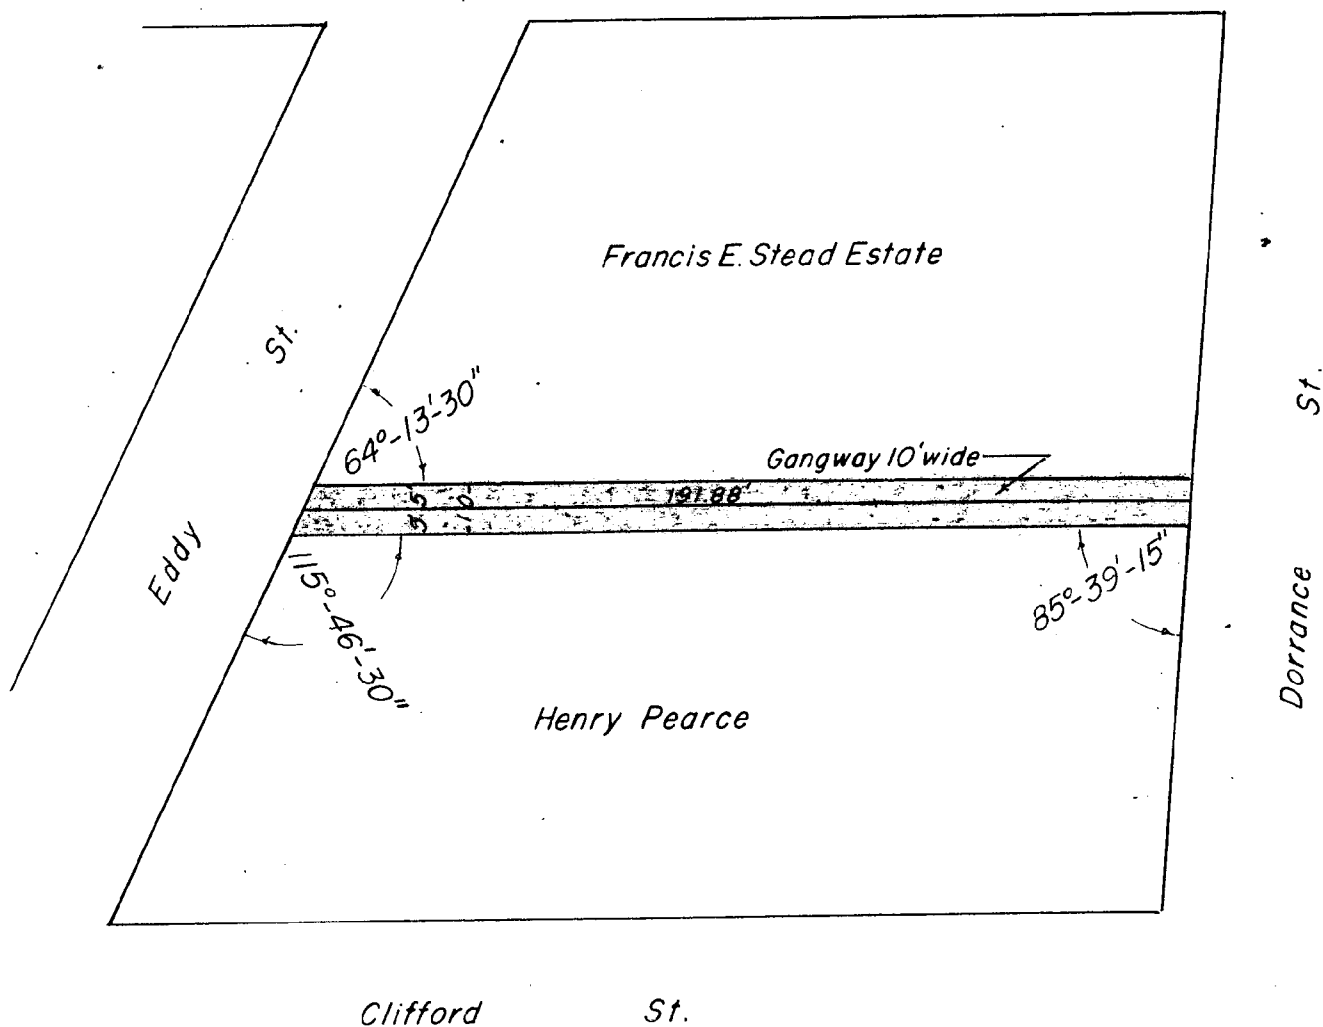 Francis E. Stead Estate
St.
64°-13'-30"
St.
Gangway 10' wide
5'
5'
10'
191.88'
Eddy
115°-46'-30"
85°-39'-15"
Dorrance
Henry Pearce
Clifford St.